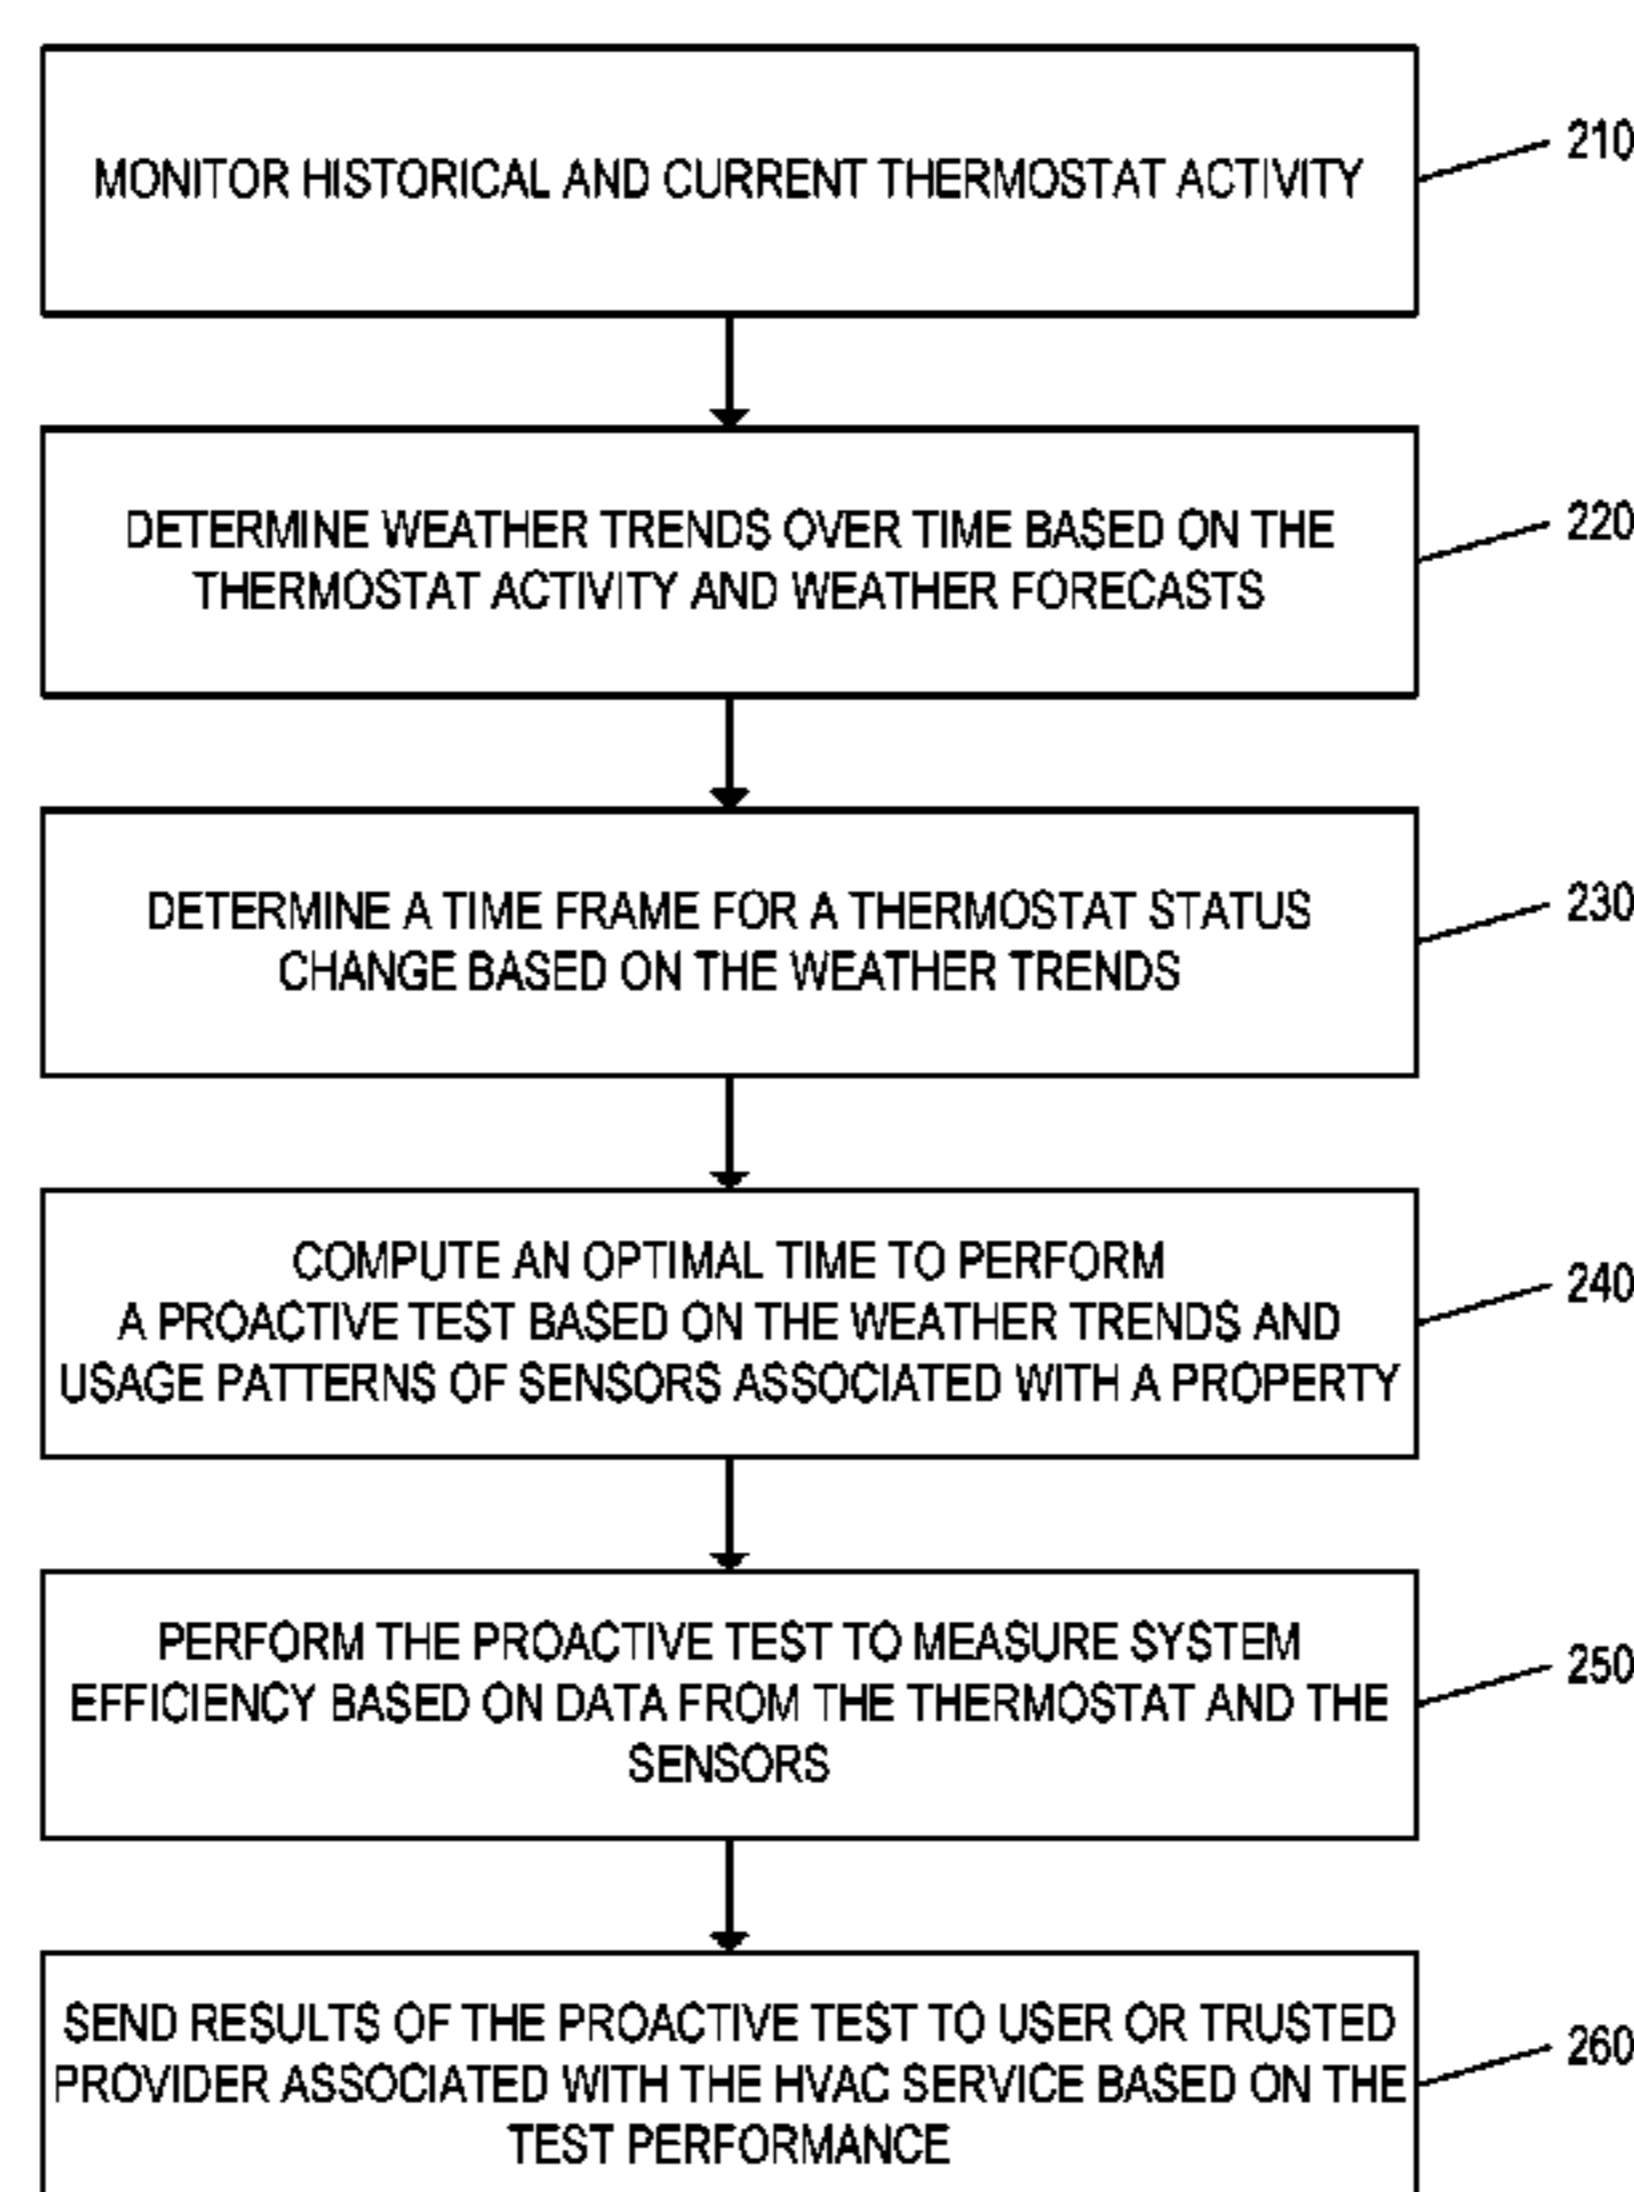 MONITOR HISTORICAL AND CURRENT THERMOSTAT ACTIVITY
210
DETERMINE WEATHER TRENDS OVER TIME BASED ON THE
THERMOSTAT ACTIVITY AND WEATHER FORECASTS
220
DETERMINE A TIME FRAME FOR A THERMOSTAT STATUS
CHANGE BASED ON THE WEATHER TRENDS
230
COMPUTE AN OPTIMAL TIME TO PERFORM
A PROACTIVE TEST BASED ON THE WEATHER TRENDS AND
USAGE PATTERNS OF SENSORS ASSOCIATED WITH A PROPERTY
240
PERFORM THE PROACTIVE TEST TO MEASURE SYSTEM
EFFICIENCY BASED ON DATA FROM THE THERMOSTAT AND THE
SENSORS
250
SEND RESULTS OF THE PROACTIVE TEST TO USER OR TRUSTED
PROVIDER ASSOCIATED WITH THE HVAC SERVICE BASED ON THE
TEST PERFORMANCE
260